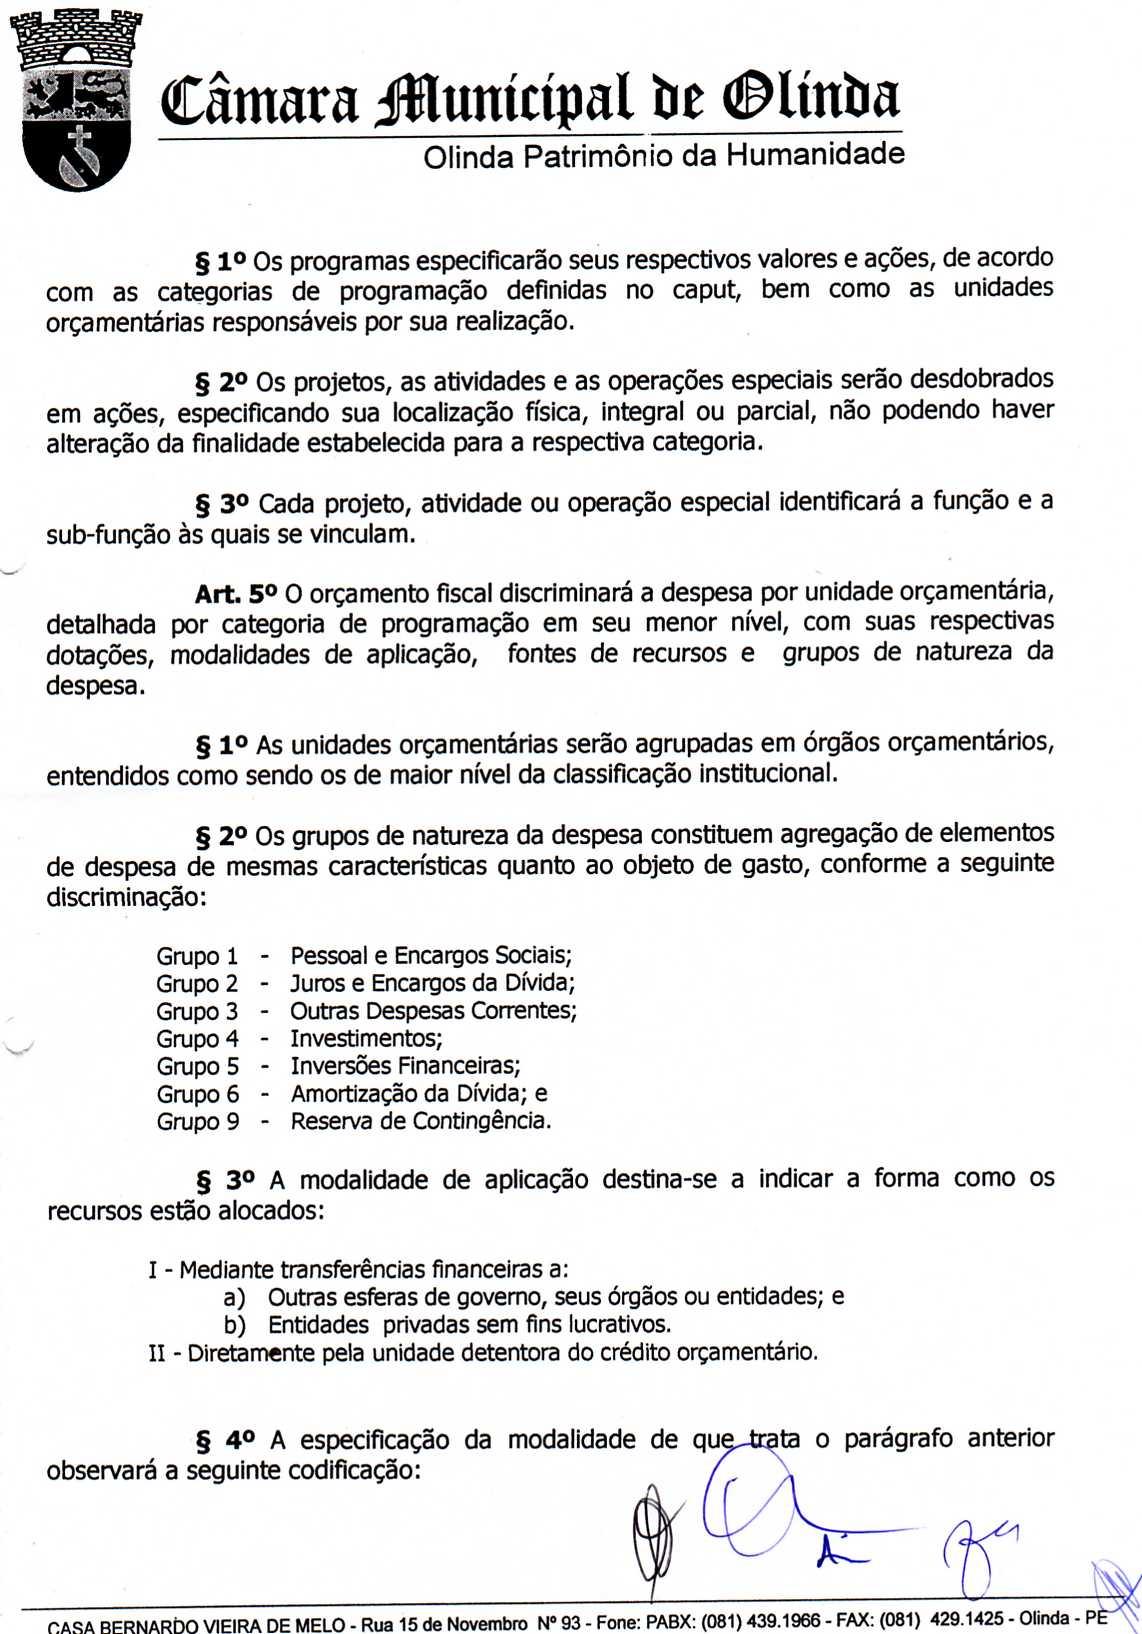 Câmara Municipal de Olinda
Olinda Patrimônio da Humanidade
§ 1º Os programas especificarão seus respectivos valores e ações, de acordo
com as categorias de programação definidas no caput, bem como as unidades
orçamentárias responsáveis por sua realização.
§ 2º Os projetos, as atividades e as operações especiais serão desdobrados
em ações, especificando sua localização física, integral ou parcial, não podendo haver
alteração da finalidade estabelecida para a respectiva categoria.
§ 3º Cada projeto, atividade ou operação especial identificará a função e a
sub-função às quais se vinculam.
Art. 5º O orçamento fiscal discriminará a despesa por unidade orçamentária,
detalhada por categoria de programação em seu menor nível, com suas respectivas
dotações, modalidades de aplicação, fontes de recursos e grupos de natureza da
despesa.
§ 1º As unidades orçamentárias serão agrupadas em órgãos orçamentários,
entendidos como sendo os de maior nível da classificação institucional.
§ 2º Os grupos de natureza da despesa constituem agregação de elementos
de despesa de mesmas características quanto ao objeto de gasto, conforme a seguinte
discriminação:
Grupo 1 - Pessoal e Encargos Sociais;
Grupo 2 - Juros e Encargos da Dívida;
Grupo 3 - Outras Despesas Correntes;
Grupo 4 - Investimentos;
Grupo 5 - Inversões Financeiras;
Grupo 6 - Amortização da Dívida; e
Grupo 9 - Reserva de Contingência.
§ 3º A modalidade de aplicação destina-se a indicar a forma como os
recursos estão alocados:
I - Mediante transferências financeiras a:
a) Outras esferas de governo, seus órgãos ou entidades; e
b) Entidades privadas sem fins lucrativos.
II - Diretamente pela unidade detentora do crédito orçamentário.
§ 4º A especificação da modalidade de que trata o parágrafo anterior
observará a seguinte codificação:
CASA BERNARDO VIEIRA DE MELO - Rua 15 de Novembro Nº 93 - Fone: PABX: (081) 439.1966 - FAX: (081) 429.1425 - Olinda - PE